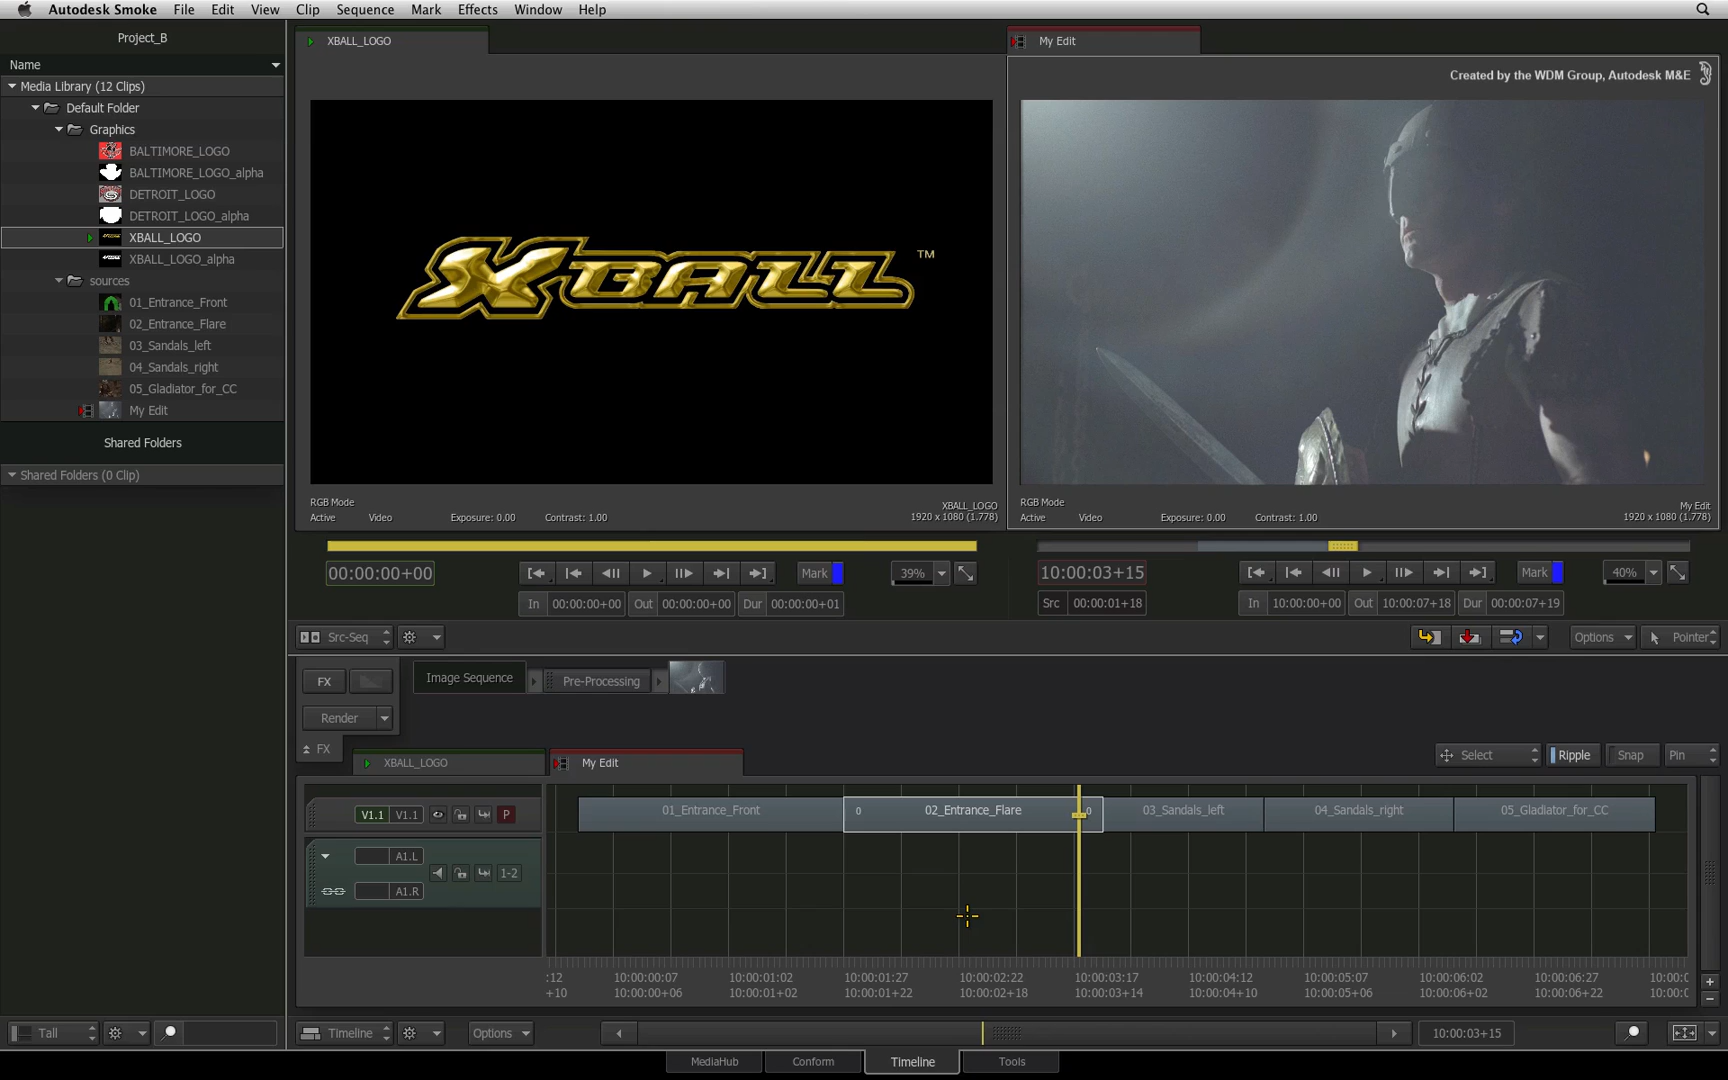 Autodesk Smoke File Edit View Clip Sequence Mark Effects Window Help
Project_B
Name
Media Library (12 Clips)
Default Folder
Graphics
BALTIMORE_LOGO
BALTIMORE_LOGO_alpha
DETROIT_LOGO
DETROIT_LOGO_alpha
XBALL_LOGO
XBALL_LOGO_alpha
sources
01_Entrance_Front
02_Entrance_Flare
03_Sandals_left
04_Sandals_right
05_Gladiator_for_CC
My Edit
Shared Folders
Shared Folders (0 Clip)
XBALL_LOGO
XBALL ™
RGB Mode
Active Video Exposure: 0.00 Contrast: 1.00
XBALL_LOGO
1920 x 1080 (1.778)
My Edit
Created by the WDM Group, Autodesk M&E
RGB Mode
Active Video Exposure: 0.00 Contrast: 1.00
My Edit
1920 x 1080 (1.778)
00:00:00+00 Mark 39%
In 00:00:00+00 Out 00:00:00+00 Dur 00:00:00+01
10:00:03+15 Mark 40%
Src 00:00:01+18 In 10:00:00+00 Out 10:00:07+18 Dur 00:00:07+19
Src-Seq Options Pointer
FX Image Sequence Pre-Processing
Render
FX XBALL_LOGO My Edit Select Ripple Snap Pin
V1.1 V1.1 P 01_Entrance_Front 0 02_Entrance_Flare 0 03_Sandals_left 04_Sandals_right 05_Gladiator_for_CC
A1.L
1-2
A1.R
:12 10:00:00:07 10:00:01:02 10:00:01:27 10:00:02:22 10:00:03:17 10:00:04:12 10:00:05:07 10:00:06:02 10:00:06:27 10:00:0
+10 10:00:00+06 10:00:01+02 10:00:01+22 10:00:02+18 10:00:03+14 10:00:04+10 10:00:05+06 10:00:06+02 10:00:06+22 10:00:0
Tall Timeline Options 10:00:03+15
MediaHub Conform Timeline Tools